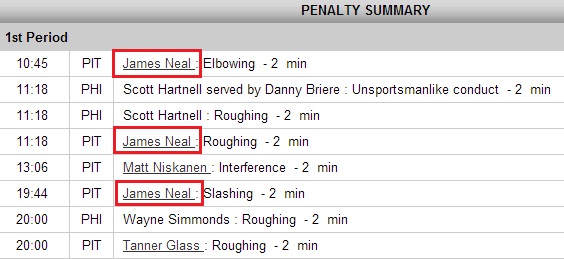 PENALTY SUMMARY
1st Period
10:45 PIT James Neal : Elbowing - 2 min
11:18 PHI Scott Hartnell served by Danny Briere : Unsportsmanlike conduct - 2 min
PHI Scott Hartnell : Roughing - 2 min
11:18 PIT James Neal : Roughing - 2 min
13:06 PIT Matt Niskanen : Interference - 2 min
19:44 PIT James Neal : Slashing - 2 min
20:00 PHI Wayne Simmonds : Roughing - 2 min
20:00 PIT Tanner Glass : Roughing - 2 min